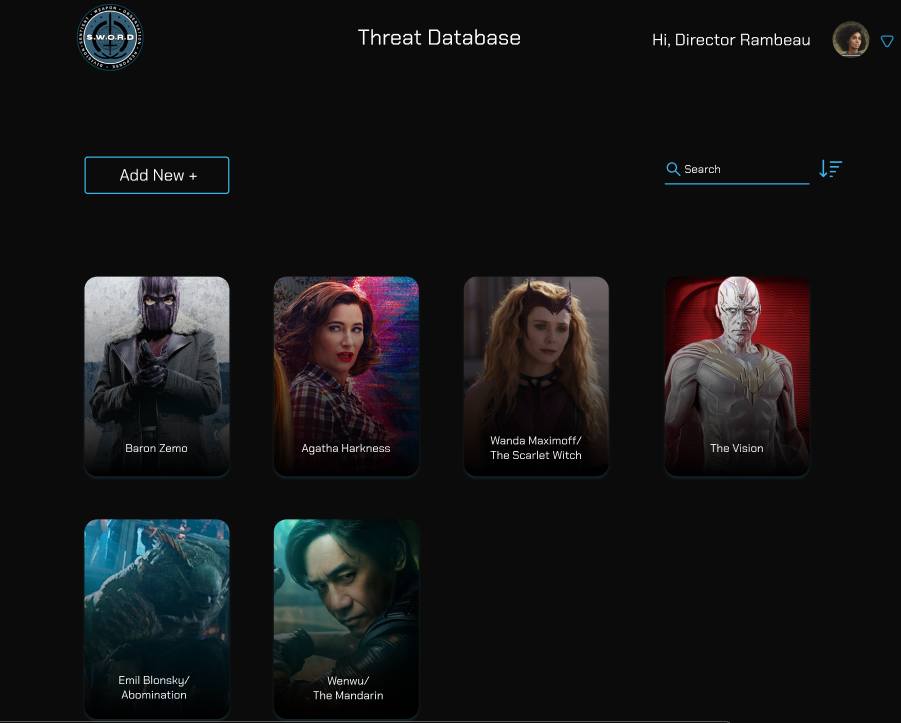 S.W.O.R.D
Threat Database
Hi, Director Rambeau
Add New +
Search
Baron Zemo
Agatha Harkness
Wanda Maximoff/
The Scarlet Witch
The Vision
Emil Blonsky/
Abomination
Wenwu/
The Mandarin